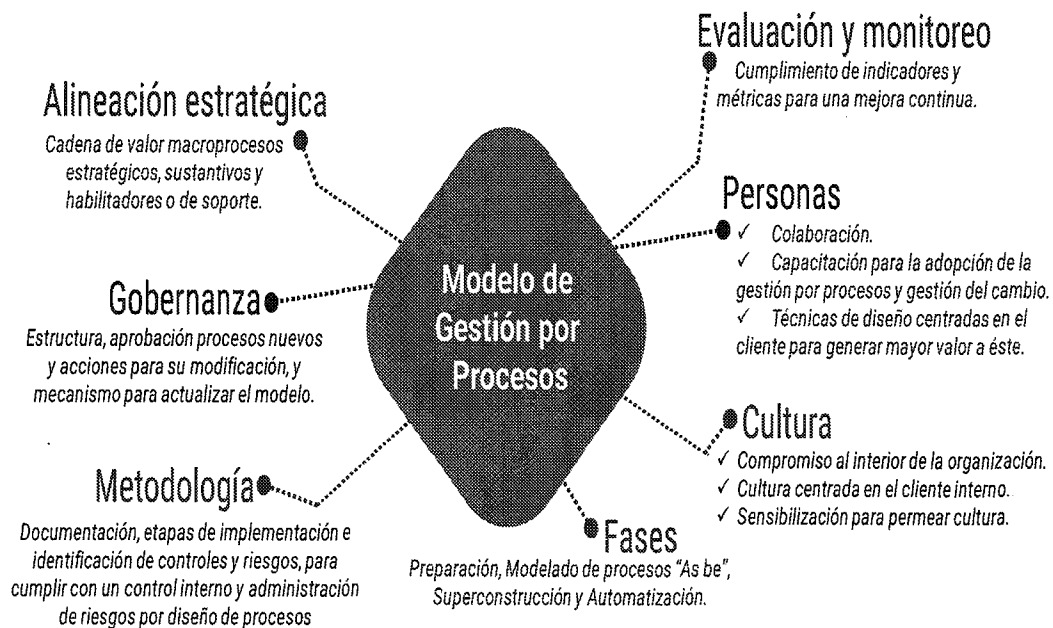 Evaluación y monitoreo
Cumplimiento de indicadores y
métricas para una mejora continua.
Alineación estratégica
Cadena de valor macroprocesos
estratégicos, sustantivos y
habilitadores o de soporte.
Personas
✓ Colaboración.
✓ Capacitación para la adopción de la
gestión por procesos y gestión del cambio.
✓ Técnicas de diseño centradas en el
cliente para generar mayor valor a éste.
Modelo de
Gestión por
Procesos
Gobernanza
Estructura, aprobación procesos nuevos
y acciones para su modificación, y
mecanismo para actualizar el modelo.
Cultura
✓ Compromiso al interior de la organización.
✓ Cultura centrada en el cliente interno.
✓ Sensibilización para permear cultura.
Metodología
Documentación, etapas de implementación e
identificación de controles y riesgos, para
cumplir con un control interno y administración
de riesgos por diseño de procesos
Fases
Preparación, Modelado de procesos “As be”,
Superconstrucción y Automatización.